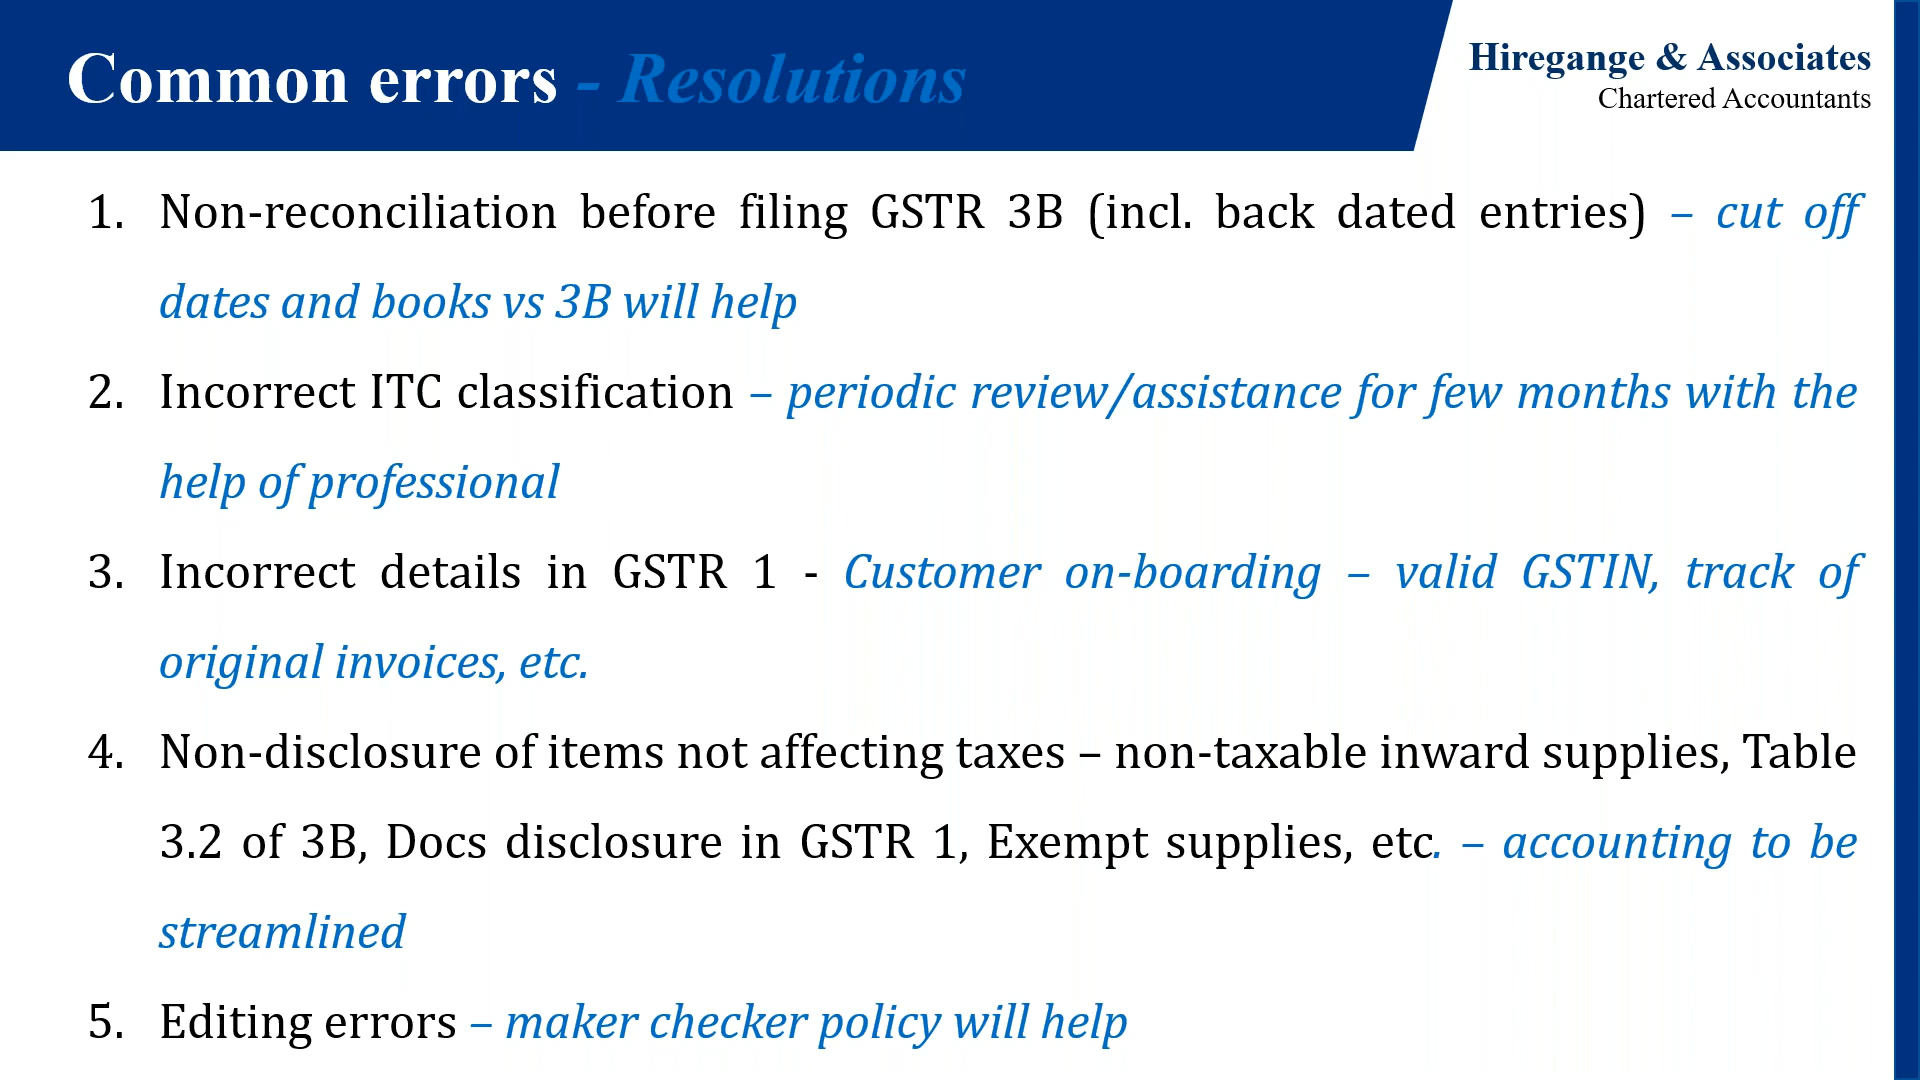 Common errors - Resolutions
Hiregange & Associates
Chartered Accountants
1. Non-reconciliation before filing GSTR 3B (incl. back dated entries) – cut off
dates and books vs 3B will help
2. Incorrect ITC classification – periodic review/assistance for few months with the
help of professional
3. Incorrect details in GSTR 1 - Customer on-boarding – valid GSTIN, track of
original invoices, etc.
4. Non-disclosure of items not affecting taxes – non-taxable inward supplies, Table
3.2 of 3B, Docs disclosure in GSTR 1, Exempt supplies, etc. – accounting to be
streamlined
5. Editing errors – maker checker policy will help